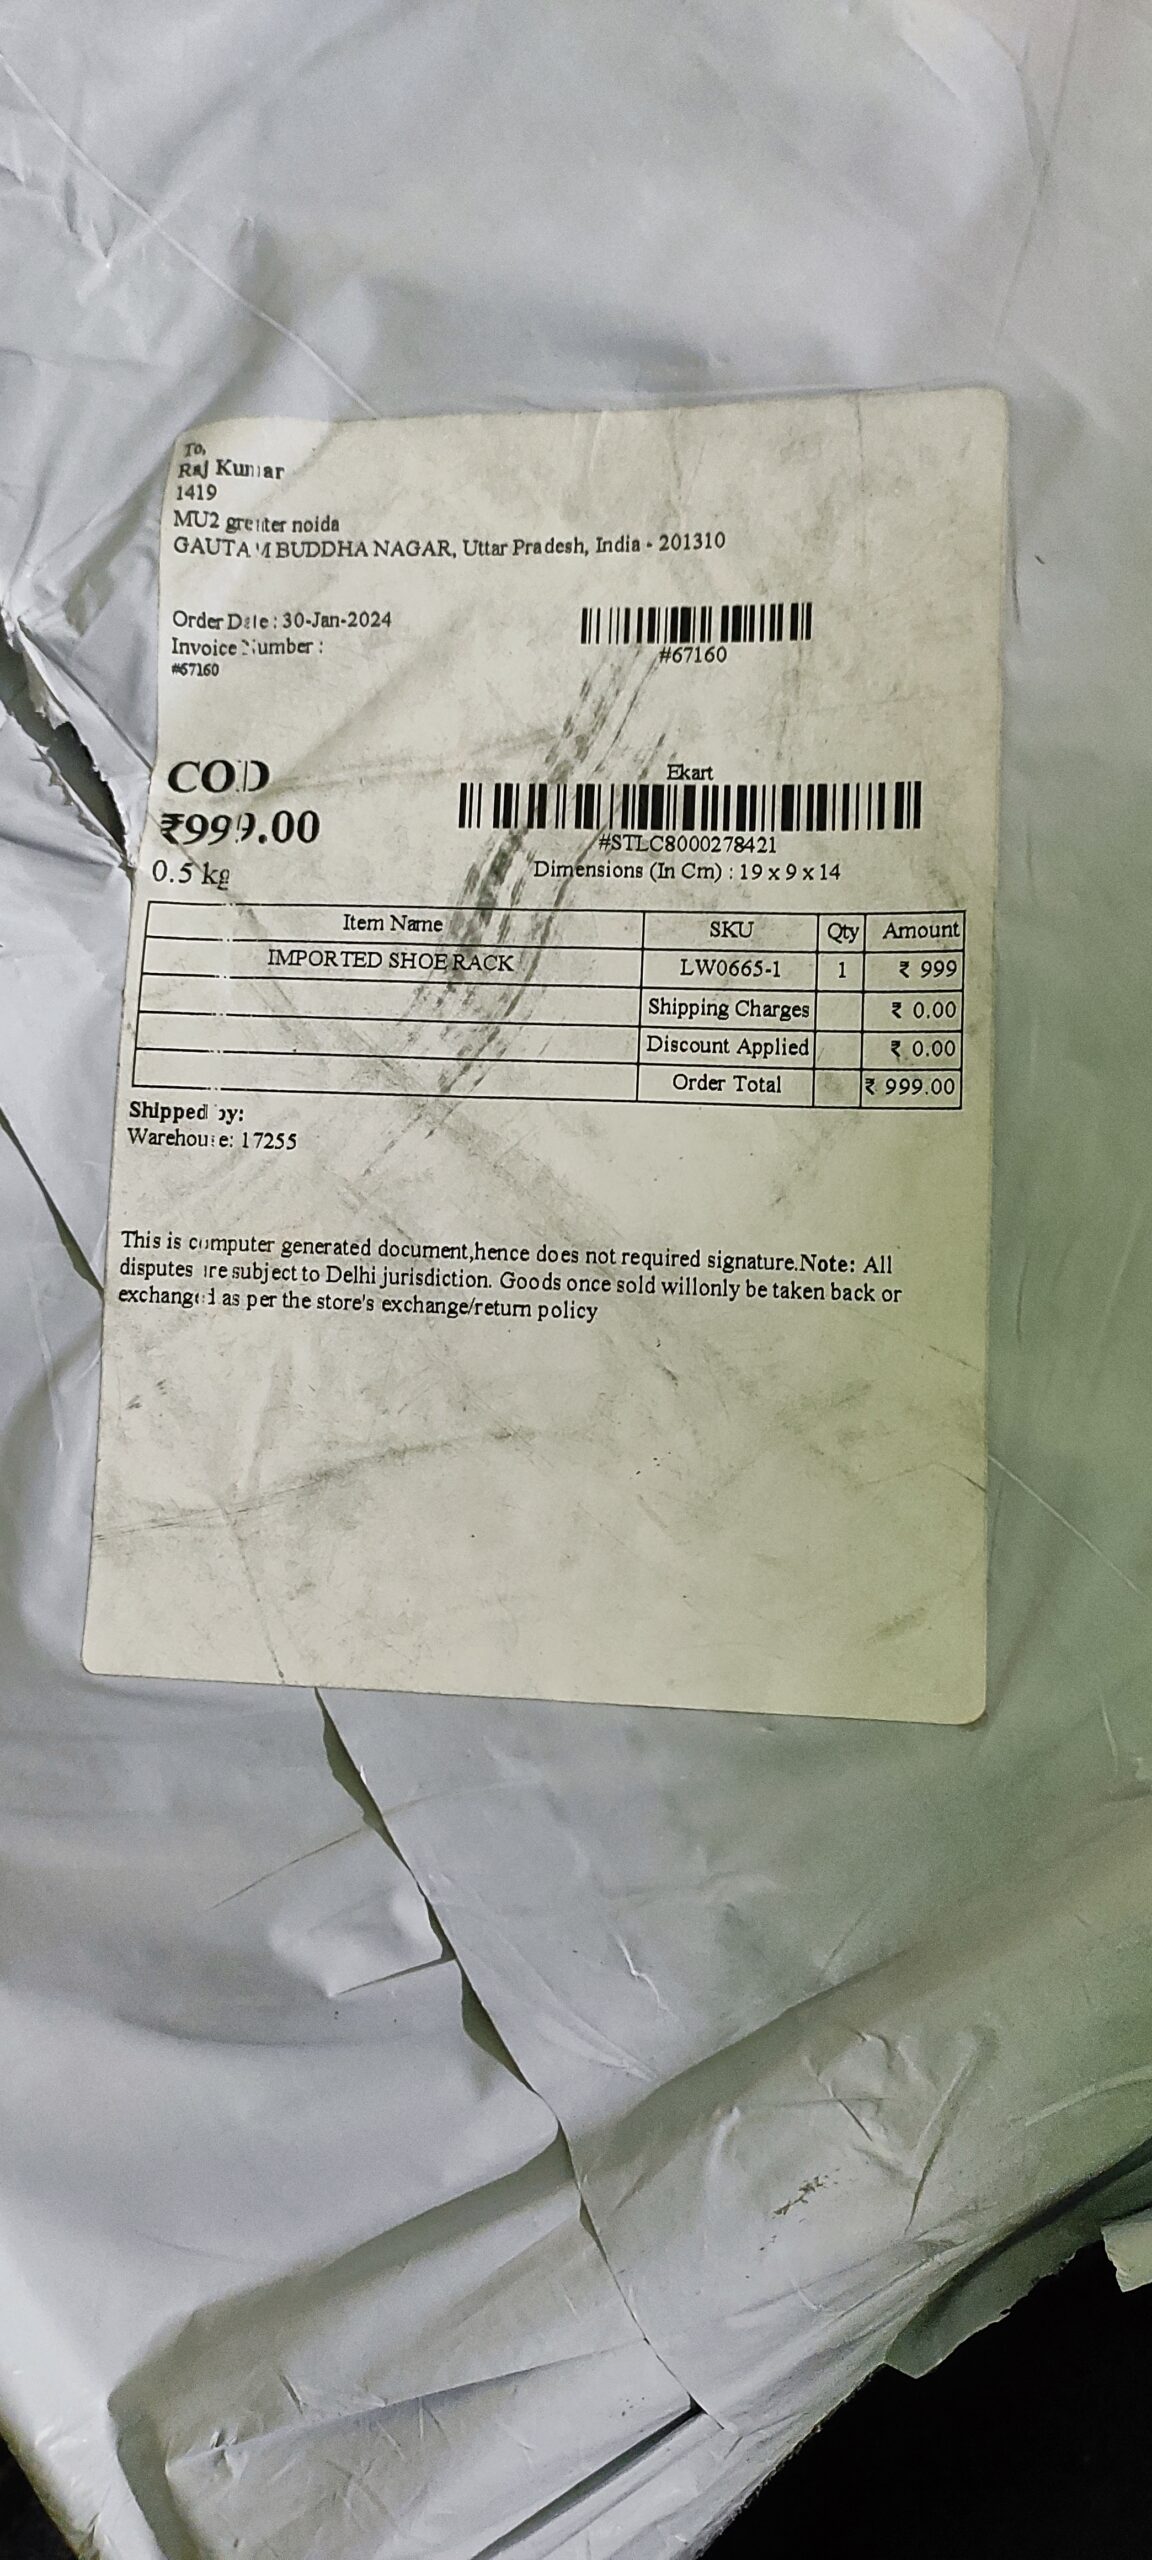 To,
Raj Kumar
1419
MU2 greater noida
GAUTAM BUDDHA NAGAR, Uttar Pradesh, India - 201310
Order Date : 30-Jan-2024
Invoice Number :
#67160
#67160
COD
₹999.00
0.5 kg
Ekart
#STLC8000278421
Dimensions (In Cm) : 19 x 9 x 14
Item Name SKU Qty Amount
IMPORTED SHOE RACK LW0665-1 1 ₹ 999
Shipping Charges ₹ 0.00
Discount Applied ₹ 0.00
Order Total ₹ 999.00
Shipped by:
Warehouse: 17255
This is computer generated document,hence does not required signature.Note: All
disputes are subject to Delhi jurisdiction. Goods once sold willonly be taken back or
exchanged as per the store's exchange/return policy